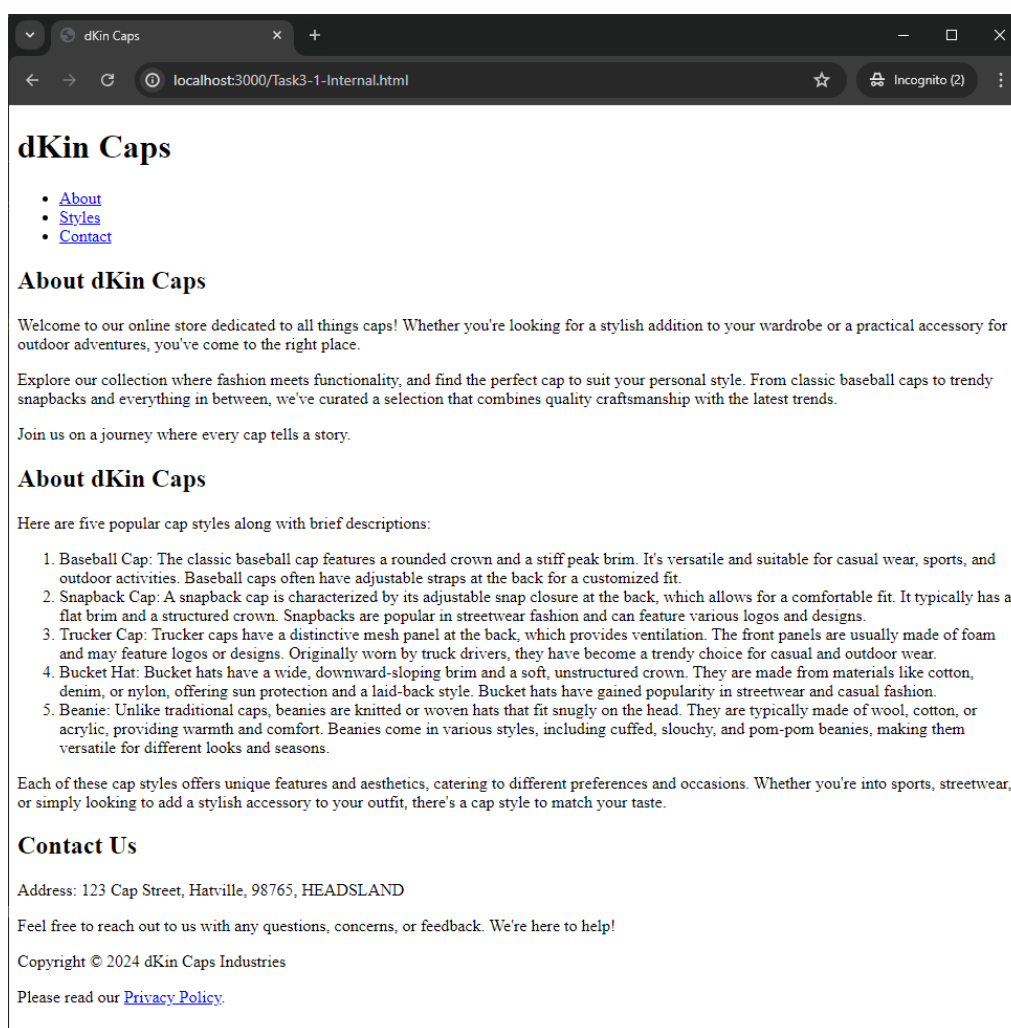 dKin Caps
localhost:3000/Task3-1-Internal.html
Incognito (2)
dKin Caps
• About
• Styles
• Contact
About dKin Caps
Welcome to our online store dedicated to all things caps! Whether you're looking for a stylish addition to your wardrobe or a practical accessory for
outdoor adventures, you've come to the right place.
Explore our collection where fashion meets functionality, and find the perfect cap to suit your personal style. From classic baseball caps to trendy
snapbacks and everything in between, we've curated a selection that combines quality craftsmanship with the latest trends.
Join us on a journey where every cap tells a story.
About dKin Caps
Here are five popular cap styles along with brief descriptions:
1. Baseball Cap: The classic baseball cap features a rounded crown and a stiff peak brim. It's versatile and suitable for casual wear, sports, and
outdoor activities. Baseball caps often have adjustable straps at the back for a customized fit.
2. Snapback Cap: A snapback cap is characterized by its adjustable snap closure at the back, which allows for a comfortable fit. It typically has a
flat brim and a structured crown. Snapbacks are popular in streetwear fashion and can feature various logos and designs.
3. Trucker Cap: Trucker caps have a distinctive mesh panel at the back, which provides ventilation. The front panels are usually made of foam
and may feature logos or designs. Originally worn by truck drivers, they have become a trendy choice for casual and outdoor wear.
4. Bucket Hat: Bucket hats have a wide, downward-sloping brim and a soft, unstructured crown. They are made from materials like cotton,
denim, or nylon, offering sun protection and a laid-back style. Bucket hats have gained popularity in streetwear and casual fashion.
5. Beanie: Unlike traditional caps, beanies are knitted or woven hats that fit snugly on the head. They are typically made of wool, cotton, or
acrylic, providing warmth and comfort. Beanies come in various styles, including cuffed, slouchy, and pom-pom beanies, making them
versatile for different looks and seasons.
Each of these cap styles offers unique features and aesthetics, catering to different preferences and occasions. Whether you're into sports, streetwear,
or simply looking to add a stylish accessory to your outfit, there's a cap style to match your taste.
Contact Us
Address: 123 Cap Street, Hatville, 98765, HEADSLAND
Feel free to reach out to us with any questions, concerns, or feedback. We're here to help!
Copyright © 2024 dKin Caps Industries
Please read our Privacy Policy.